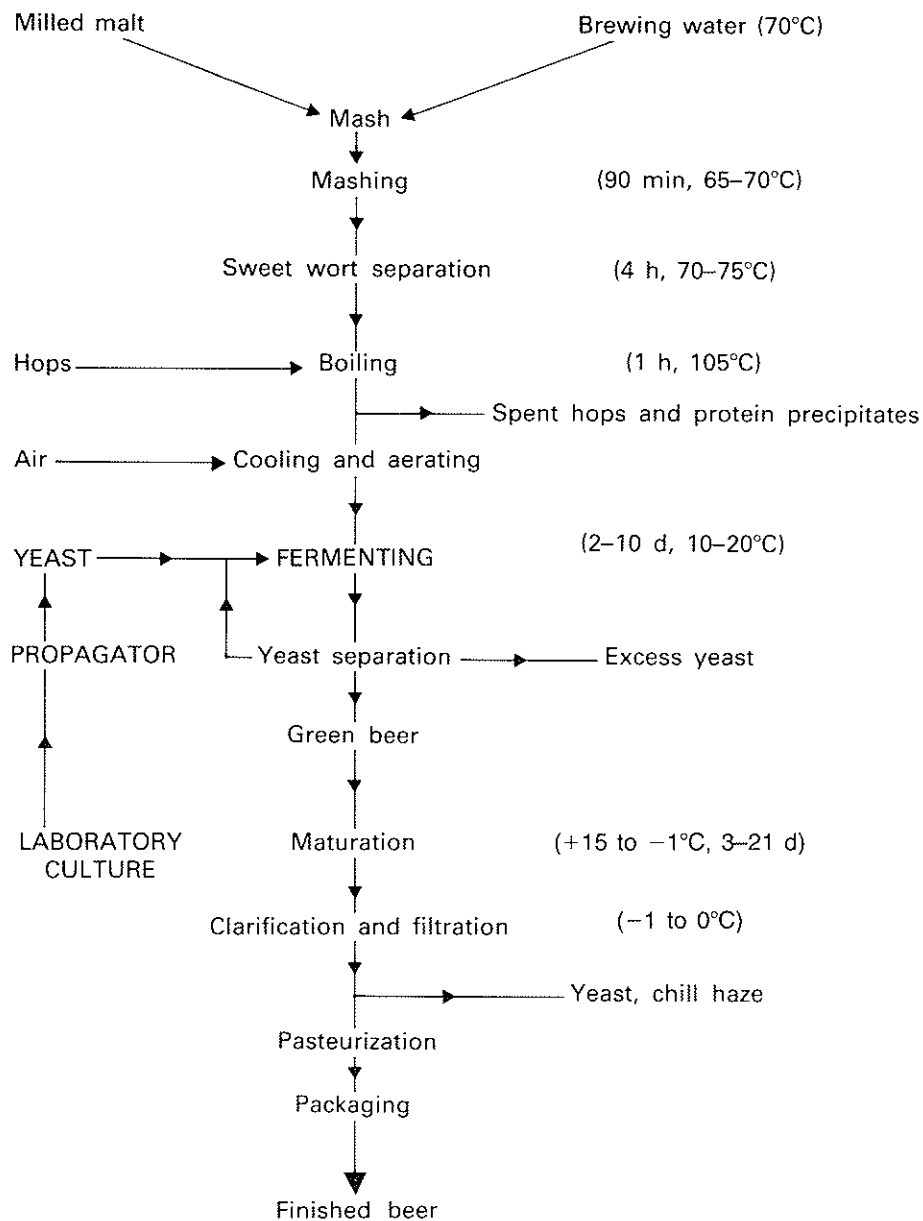 Milled malt
Brewing water (70°C)
Mash
Mashing (90 min, 65–70°C)
Sweet wort separation (4 h, 70–75°C)
Hops Boiling (1 h, 105°C)
Spent hops and protein precipitates
Air Cooling and aerating
YEAST FERMENTING (2–10 d, 10–20°C)
PROPAGATOR Yeast separation Excess yeast
Green beer
LABORATORY
CULTURE
Maturation (+15 to −1°C, 3–21 d)
Clarification and filtration (−1 to 0°C)
Yeast, chill haze
Pasteurization
Packaging
Finished beer